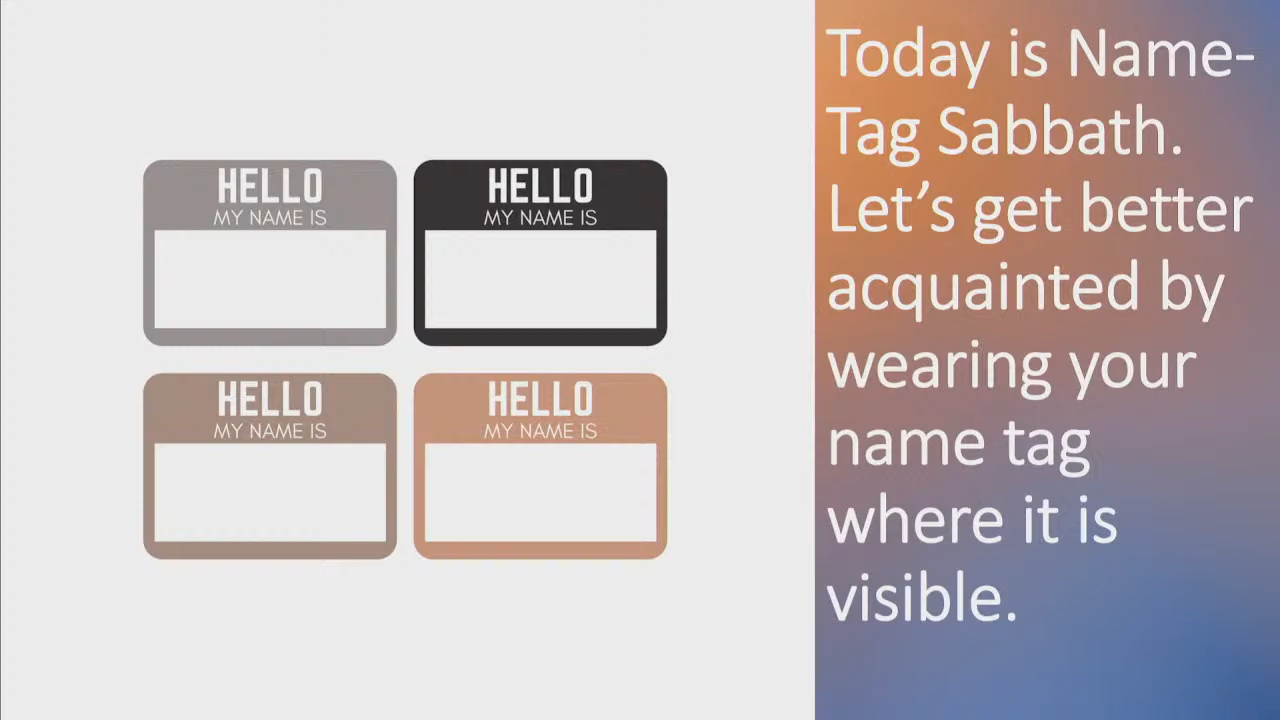 HELLO
MY NAME IS
HELLO
MY NAME IS
HELLO
MY NAME IS
HELLO
MY NAME IS
Today is Name-
Tag Sabbath.
Let’s get better
acquainted by
wearing your
name tag
where it is
visible.